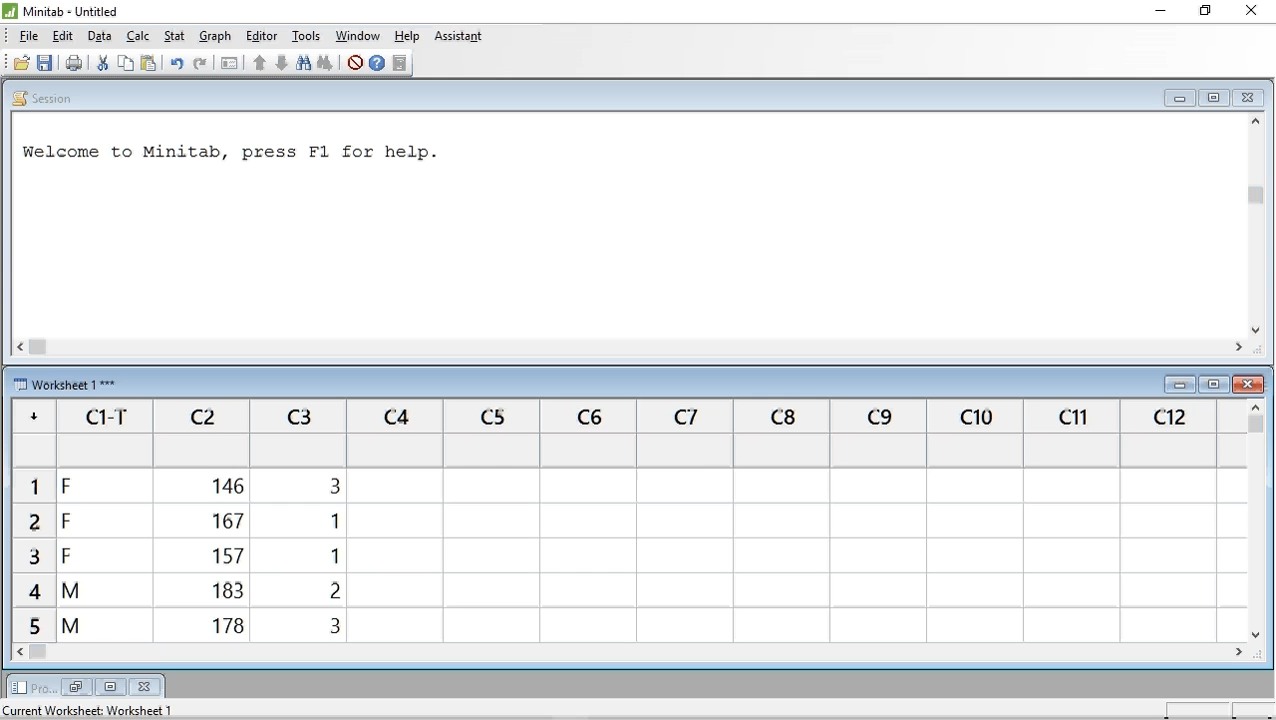 Minitab - Untitled
File Edit Data Calc Stat Graph Editor Tools Window Help Assistant
Session
Welcome to Minitab, press F1 for help.
Worksheet 1 ***
C1-T C2 C3 C4 C5 C6 C7 C8 C9 C10 C11 C12
1 F 146 3
2 F 167 1
3 F 157 1
4 M 183 2
5 M 178 3
Pro...
Current Worksheet: Worksheet 1